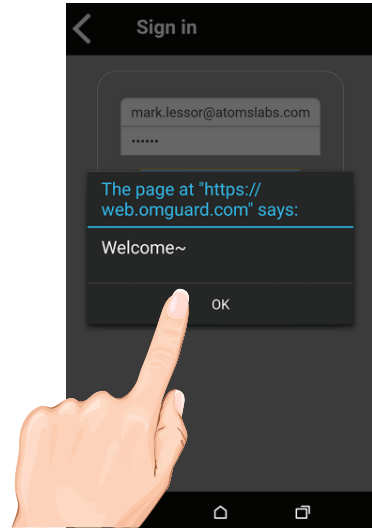 Sign in
mark.lessor@atomslabs.com
••••••
The page at "https://
web.omguard.com" says:
Welcome~
OK